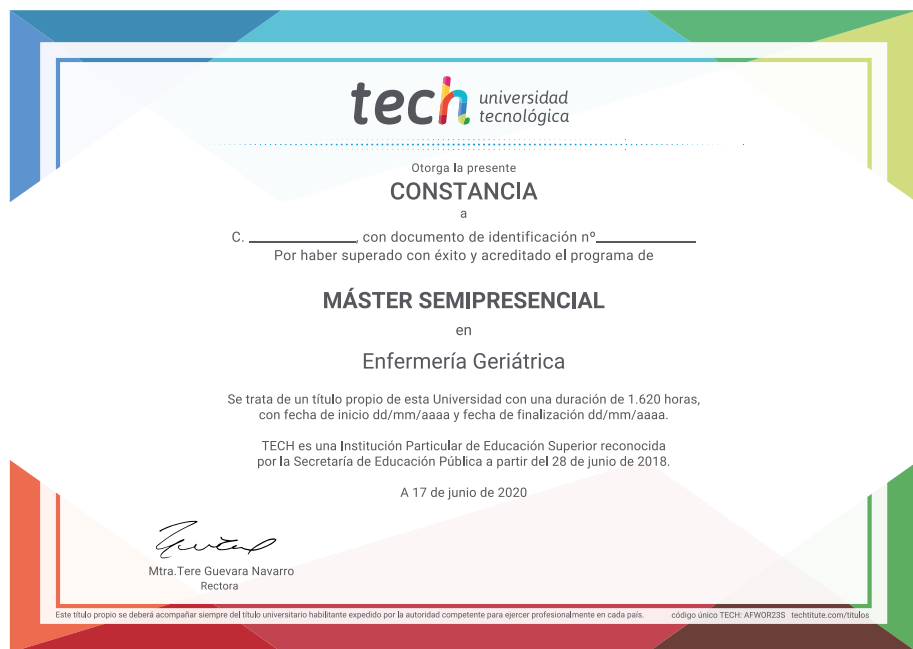 tech universidad
tecnológica
Otorga la presente
CONSTANCIA
a
C. ____________, con documento de identificación nº____________
Por haber superado con éxito y acreditado el programa de
MÁSTER SEMIPRESENCIAL
en
Enfermería Geriátrica
Se trata de un título propio de esta Universidad con una duración de 1.620 horas,
con fecha de inicio dd/mm/aaaa y fecha de finalización dd/mm/aaaa.
TECH es una Institución Particular de Educación Superior reconocida
por la Secretaría de Educación Pública a partir del 28 de junio de 2018.
A 17 de junio de 2020
Mtra.Tere Guevara Navarro
Rectora
Este título propio se deberá acompañar siempre del título universitario habilitante expedido por la autoridad competente para ejercer profesionalmente en cada país. código único TECH: AFWOR23S techtitute.com/titulos